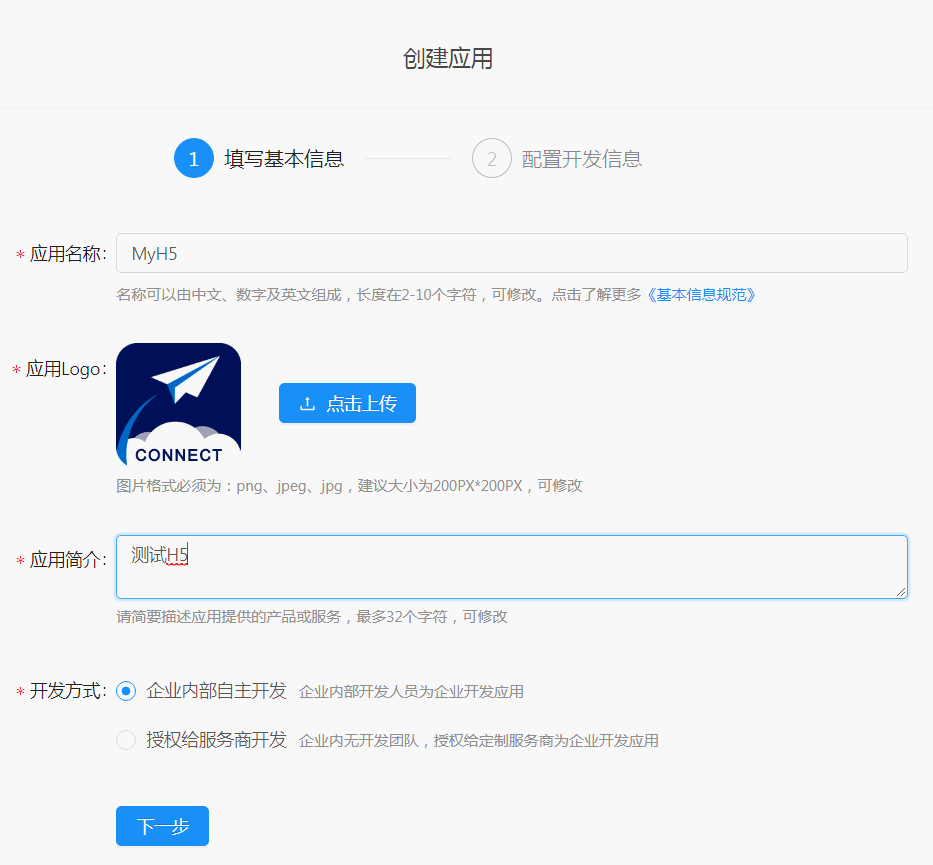 创建应用
1 填写基本信息 2 配置开发信息
* 应用名称: MyH5
名称可以由中文、数字及英文组成，长度在2-10个字符，可修改。点击了解更多《基本信息规范》
* 应用Logo:
CONNECT
点击上传
图片格式必须为：png、jpeg、jpg，建议大小为200PX*200PX，可修改
* 应用简介: 测试H5
请简要描述应用提供的产品或服务，最多32个字符，可修改
* 开发方式: 企业内部自主开发 企业内部开发人员为企业开发应用
授权给服务商开发 企业内无开发团队，授权给定制服务商为企业开发应用
下一步